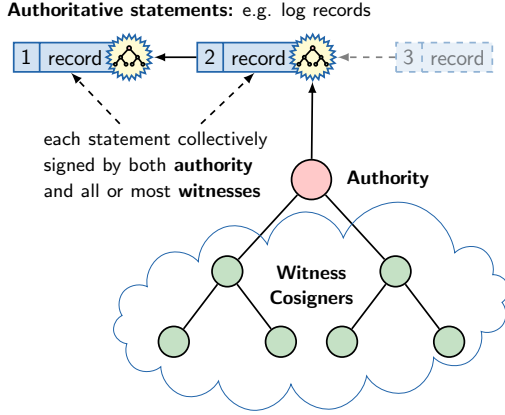 Authoritative statements: e.g. log records
1 record 2 record 3 record
each statement collectively
signed by both authority
and all or most witnesses
Authority
Witness
Cosigners